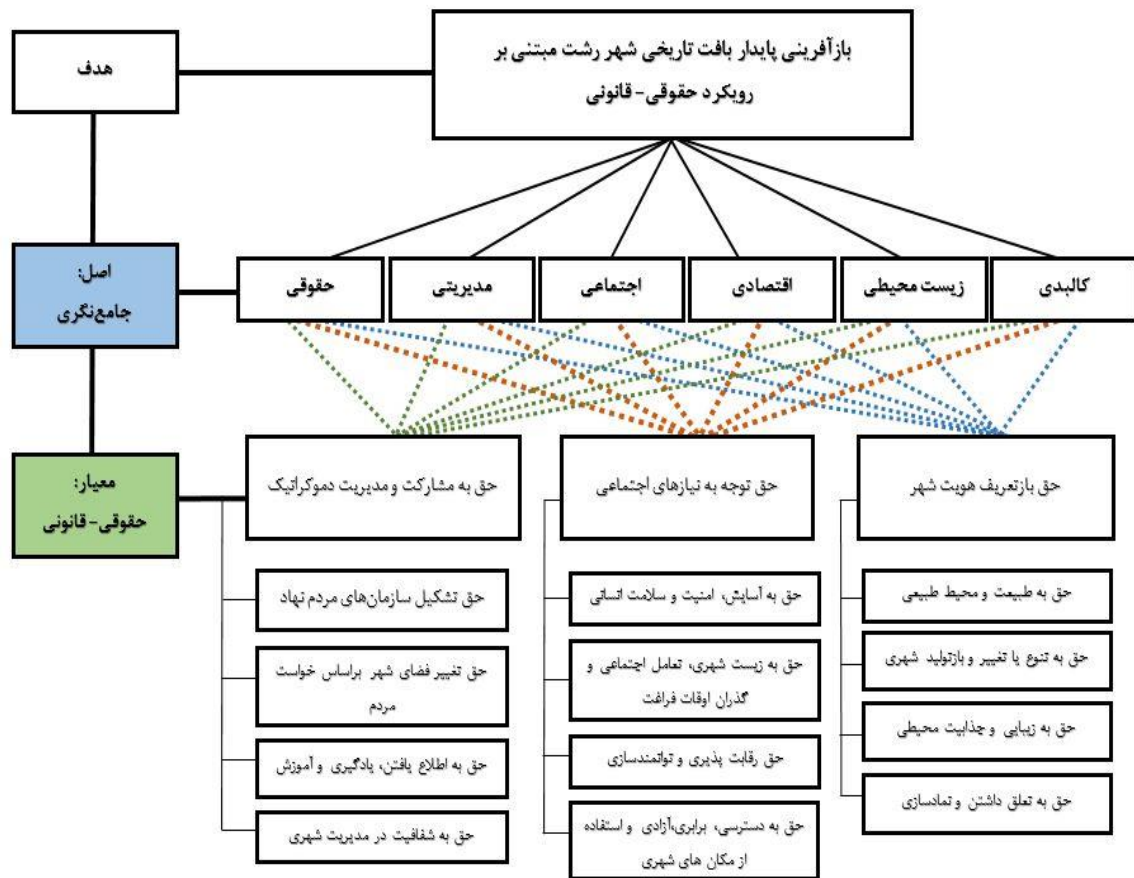 بازآفرینی پایدار بافت تاریخی شهر رشت مبتنی بر
رویکرد حقوقی- قانونی
هدف
اصل:
جامع‌نگری
کالبدی
زیست محیطی
اقتصادی
اجتماعی
مدیریتی
حقوقی
معیار:
حقوقی- قانونی
حق بازتعریف هویت شهر
حق به طبیعت و محیط طبیعی
حق به تنوع یا تغییر و بازتولید شهری
حق به زیبایی و جذابیت محیطی
حق به تعلق داشتن و نمادسازی
حق توجه به نیازهای اجتماعی
حق به آسایش، امنیت و سلامت انسانی
حق به زیست شهری، تعامل اجتماعی و
گذران اوقات فراغت
حق رقابت پذیری و توانمندسازی
حق به دسترسی، برابری،آزادی و استفاده
از مکان های شهری
حق به مشارکت و مدیریت دموکراتیک
حق تشکیل سازمان‌های مردم نهاد
حق تغییر فضای شهر براساس خواست
مردم
حق به اطلاع یافتن، یادگیری و آموزش
حق به شفافیت در مدیریت شهری